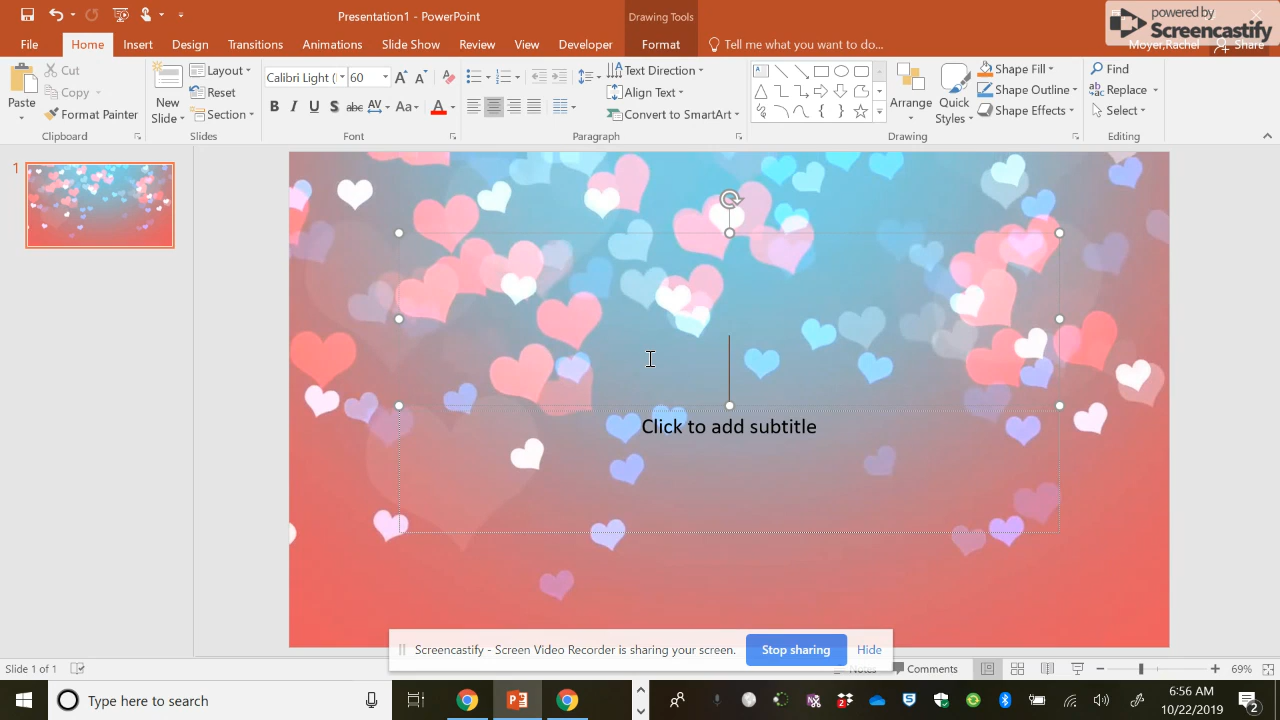 Presentation1 - PowerPoint
Drawing Tools
powered by
Screencastify
File
Home
Insert
Design
Transitions
Animations
Slide Show
Review
View
Developer
Format
Tell me what you want to do...
Moyer,Rachel
Share
Paste
Cut
Copy
Format Painter
Clipboard
New
Slide
Layout
Reset
Section
Slides
Calibri Light (
60
B I U S abc AV Aa A
Font
Text Direction
Align Text
Convert to SmartArt
Paragraph
Arrange
Quick
Styles
Shape Fill
Shape Outline
Shape Effects
Drawing
Find
Replace
Select
Editing
1
Click to add subtitle
Screencastify - Screen Video Recorder is sharing your screen.
Stop sharing
Hide
Slide 1 of 1
Notes
Comments
69%
Type here to search
6:56 AM
10/22/2019
2